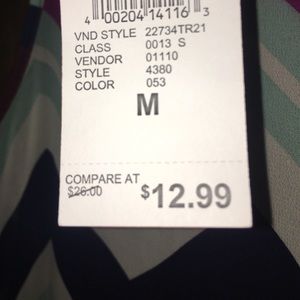 4 00204 14116 3
VND STYLE 22734TR21
CLASS 0013 S
VENDOR 01110
STYLE 4380
COLOR 053
M
COMPARE AT
$26.00 $12.99